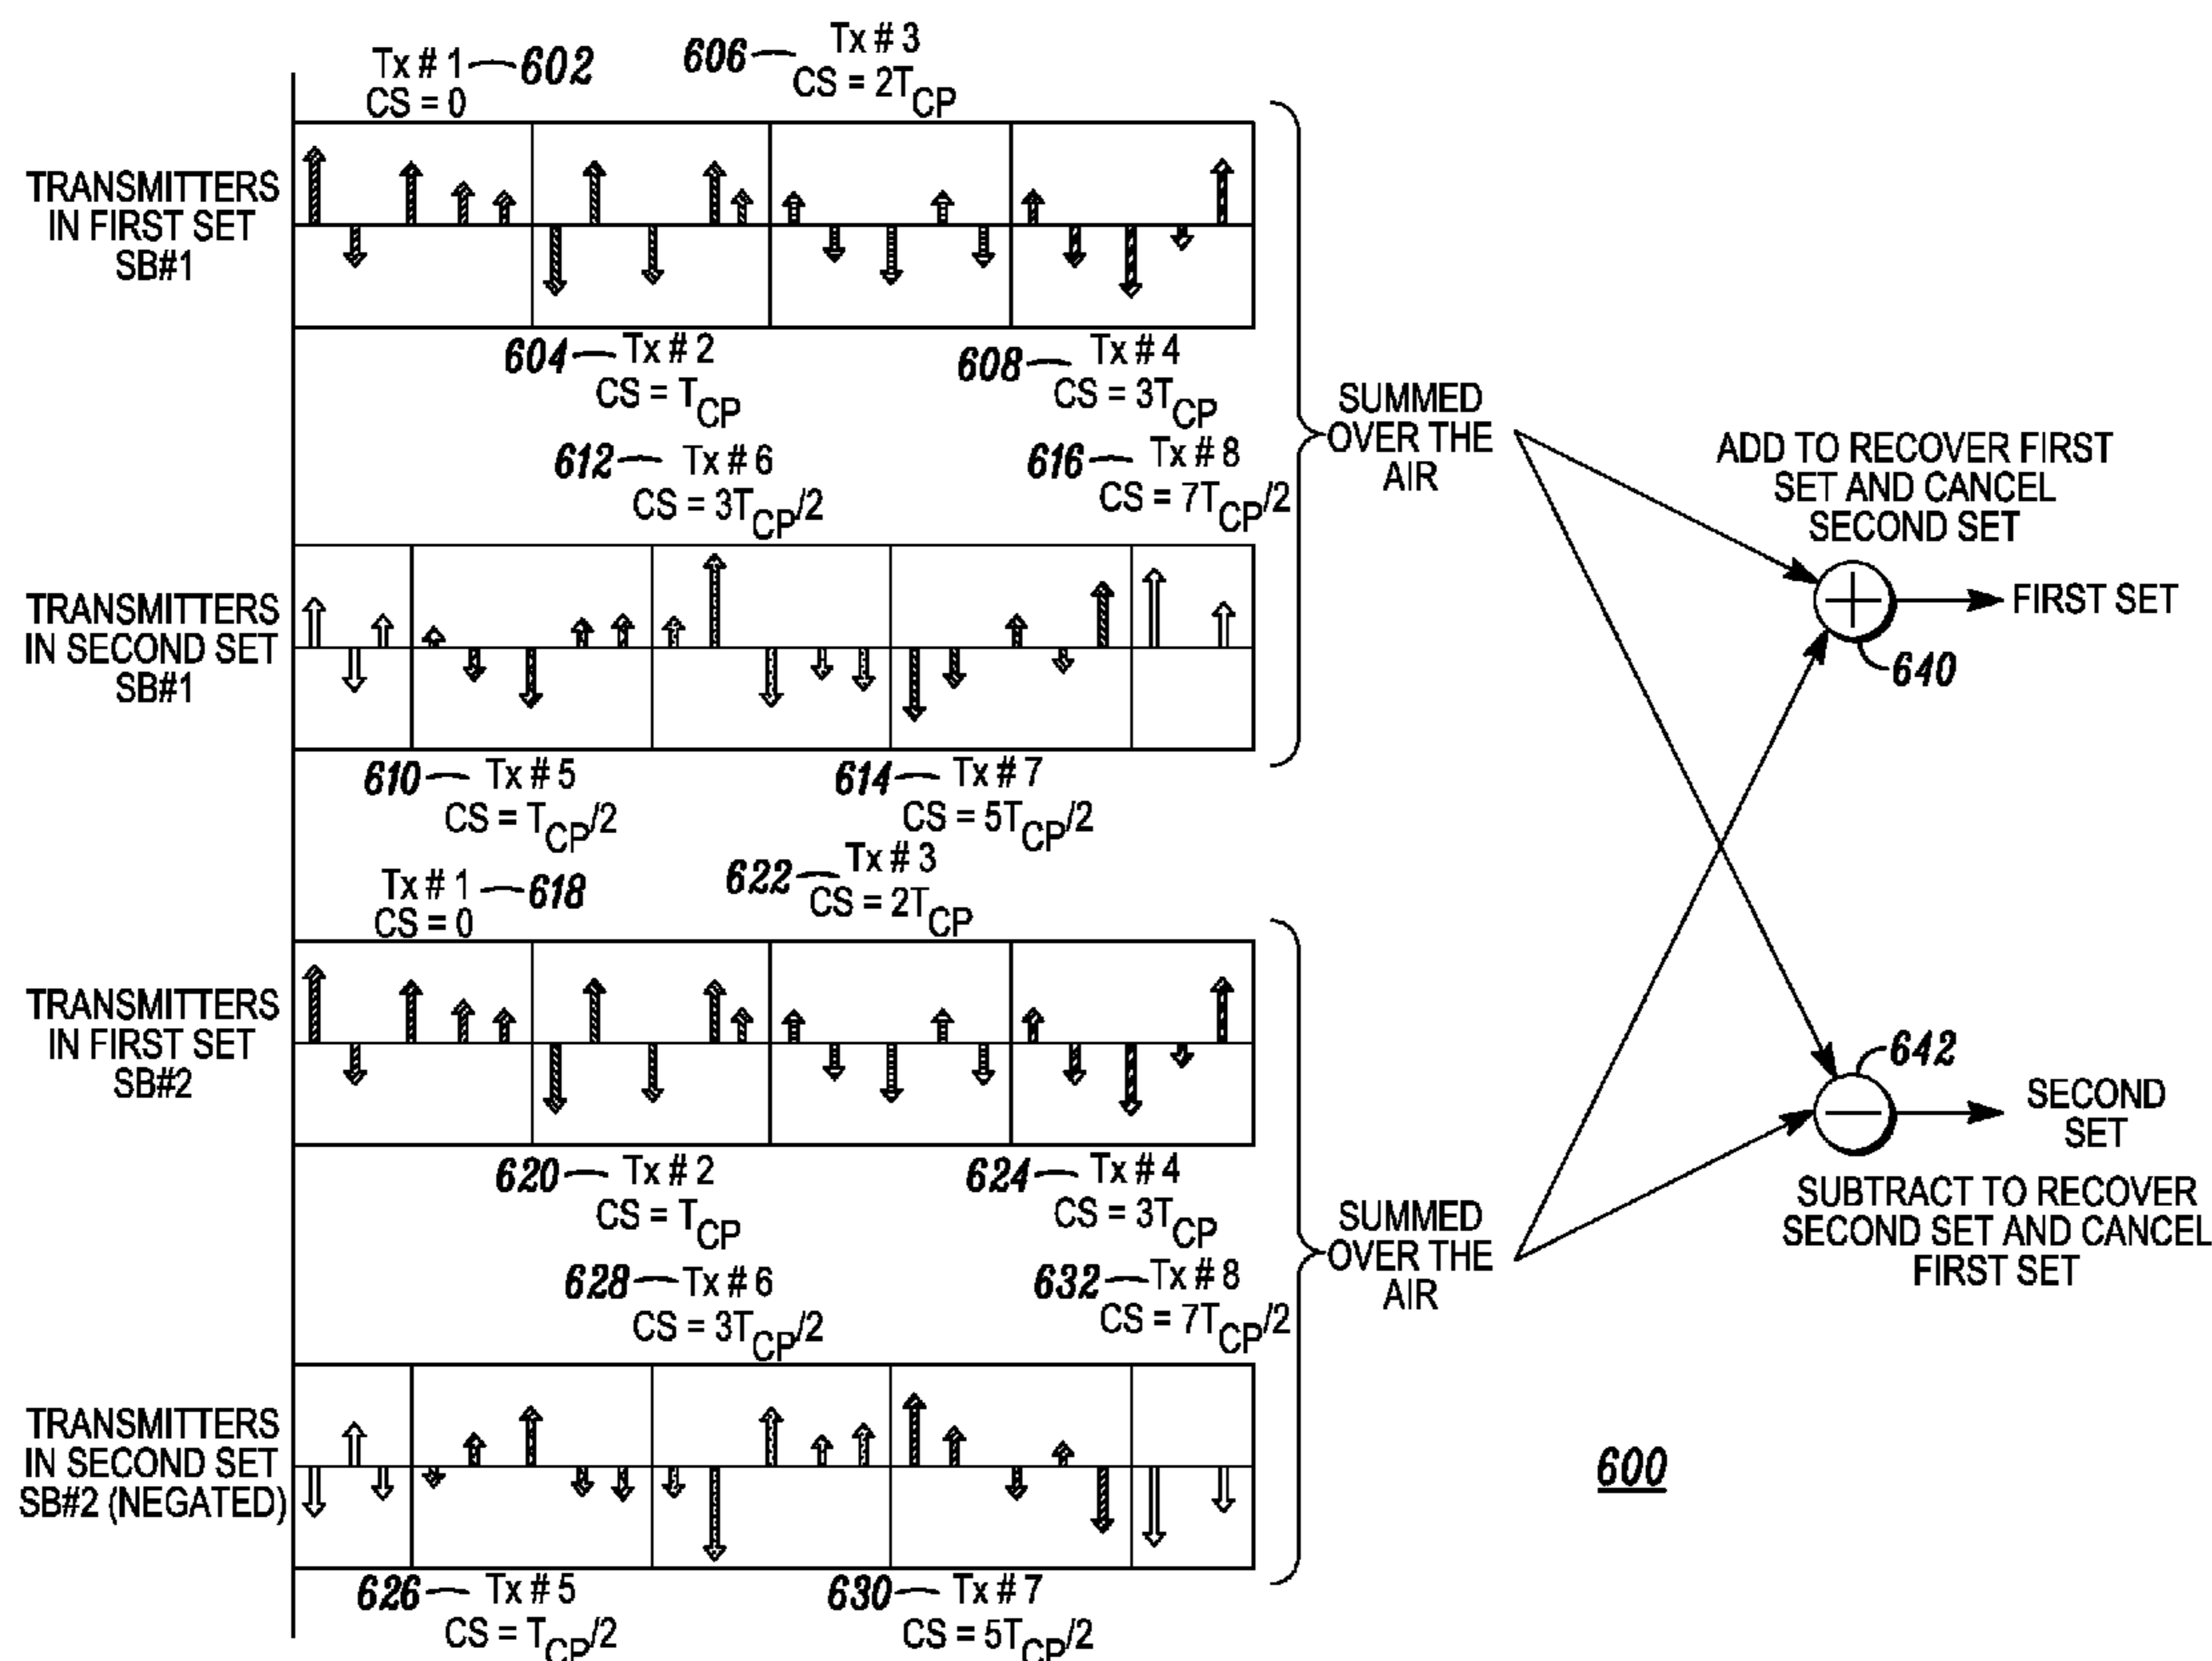 Tx # 1 602
CS = 0
606 Tx # 3
CS = 2TCP
TRANSMITTERS
IN FIRST SET
SB#1
604 Tx # 2
CS = TCP
608 Tx # 4
CS = 3TCP
612 Tx # 6
CS = 3TCP/2
616 Tx # 8
CS = 7TCP/2
TRANSMITTERS
IN SECOND SET
SB#1
610 Tx # 5
CS = TCP/2
614 Tx # 7
CS = 5TCP/2
SUMMED
OVER THE
AIR
Tx # 1 618
CS = 0
622 Tx # 3
CS = 2TCP
TRANSMITTERS
IN FIRST SET
SB#2
620 Tx # 2
CS = TCP
624 Tx # 4
CS = 3TCP
628 Tx # 6
CS = 3TCP/2
632 Tx # 8
CS = 7TCP/2
TRANSMITTERS
IN SECOND SET
SB#2 (NEGATED)
626 Tx # 5
CS = TCP/2
630 Tx # 7
CS = 5TCP/2
SUMMED
OVER THE
AIR
ADD TO RECOVER FIRST
SET AND CANCEL
SECOND SET
FIRST SET
640
642
SECOND
SET
SUBTRACT TO RECOVER
SECOND SET AND CANCEL
FIRST SET
600